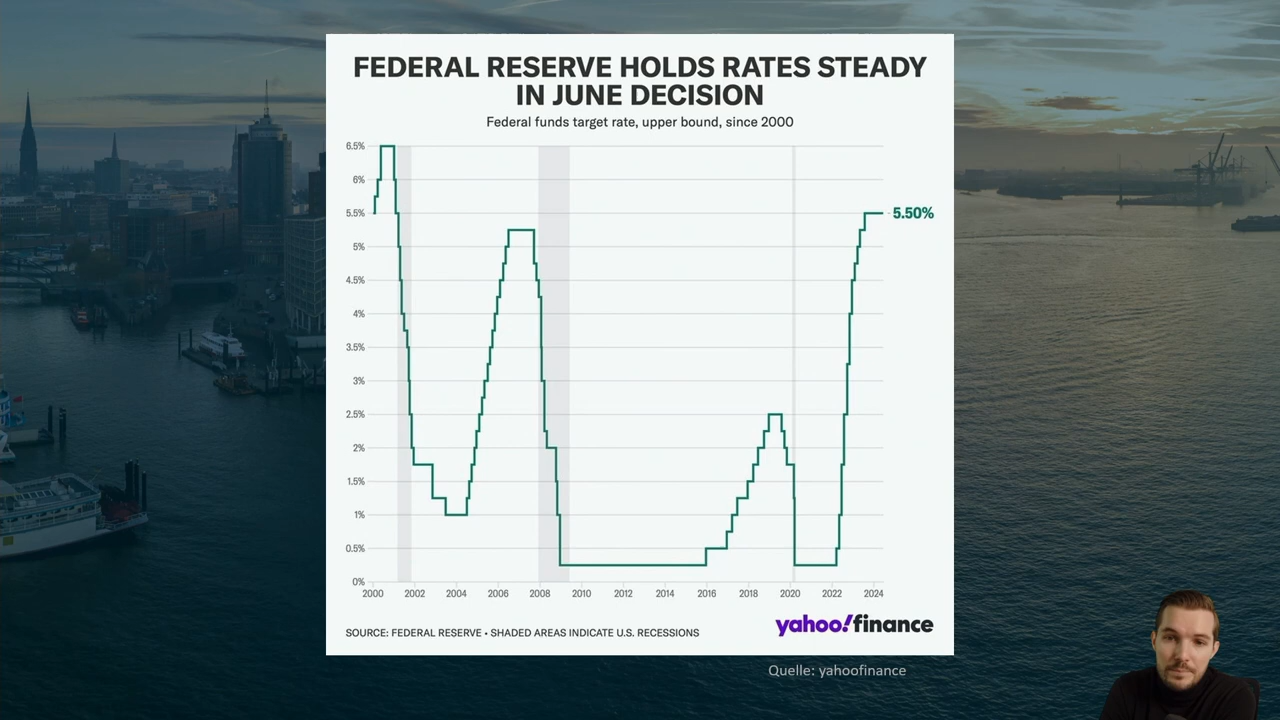 FEDERAL RESERVE HOLDS RATES STEADY
IN JUNE DECISION
Federal funds target rate, upper bound, since 2000
6.5%
6%
5.5%
5.50%
5%
4.5%
4%
3.5%
3%
2.5%
2%
1.5%
1%
0.5%
0%
2000 2002 2004 2006 2008 2010 2012 2014 2016 2018 2020 2022 2024
SOURCE: FEDERAL RESERVE • SHADED AREAS INDICATE U.S. RECESSIONS
yahoo!finance
Quelle: yahoofinance